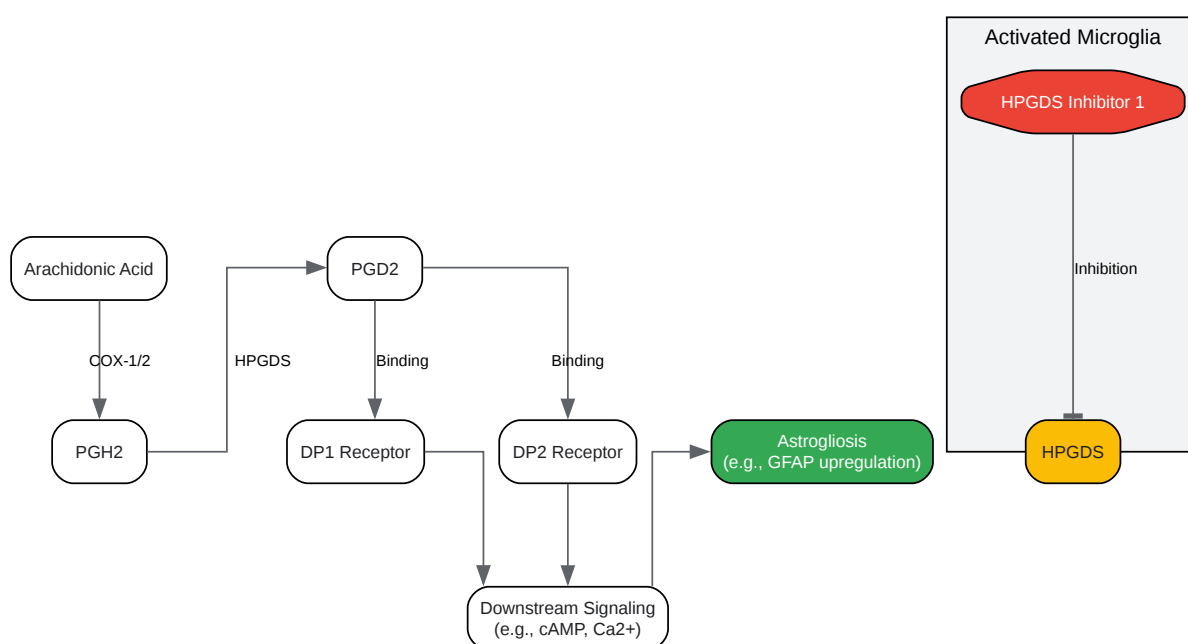 Activated Microglia
HPGDS Inhibitor 1
Arachidonic Acid
PGD2
Inhibition
COX-1/2
HPGDS
Binding
Binding
PGH2
DP1 Receptor
DP2 Receptor
Astrogliosis
(e.g., GFAP upregulation)
HPGDS
Downstream Signaling
(e.g., cAMP, Ca2+)